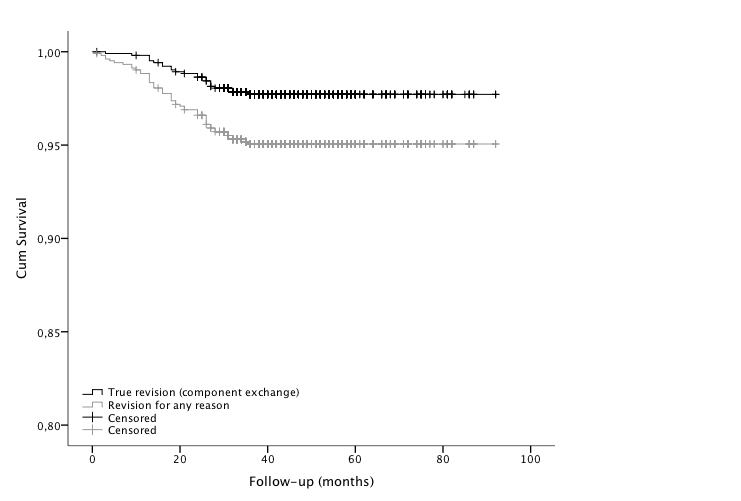 1,00
0,95
0,90
0,85
0,80
Cum Survival
True revision (component exchange)
Revision for any reason
Censored
Censored
0 20 40 60 80 100
Follow-up (months)